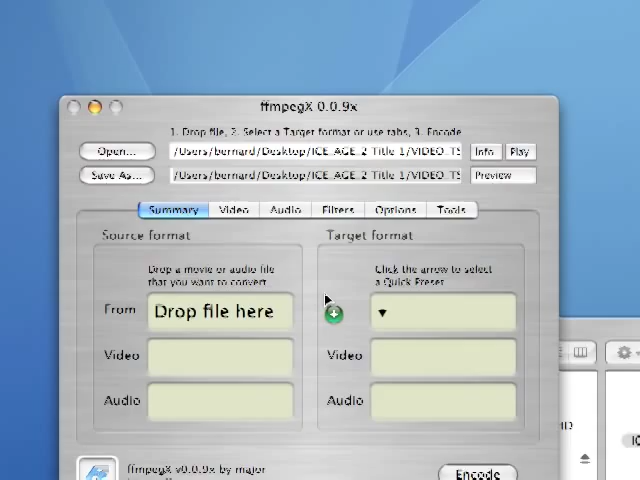 ffmpegX 0.0.9x
1. Drop file, 2. Select a Target format or use tabs, 3. Encode
Open... /Users/bernard/Desktop/ICE_AGE_2 Title 1/VIDEO_TS Info Play
Save As... /Users/bernard/Desktop/ICE_AGE_2 Title 1/VIDEO_TS Preview
Summary Video Audio Filters Options Tools
Source format Target format
Drop a movie or audio file
that you want to convert
Click the arrow to select
a Quick Preset
From Drop file here
Video Video
Audio Audio
ffmpegX v0.0.9x by major
Encode